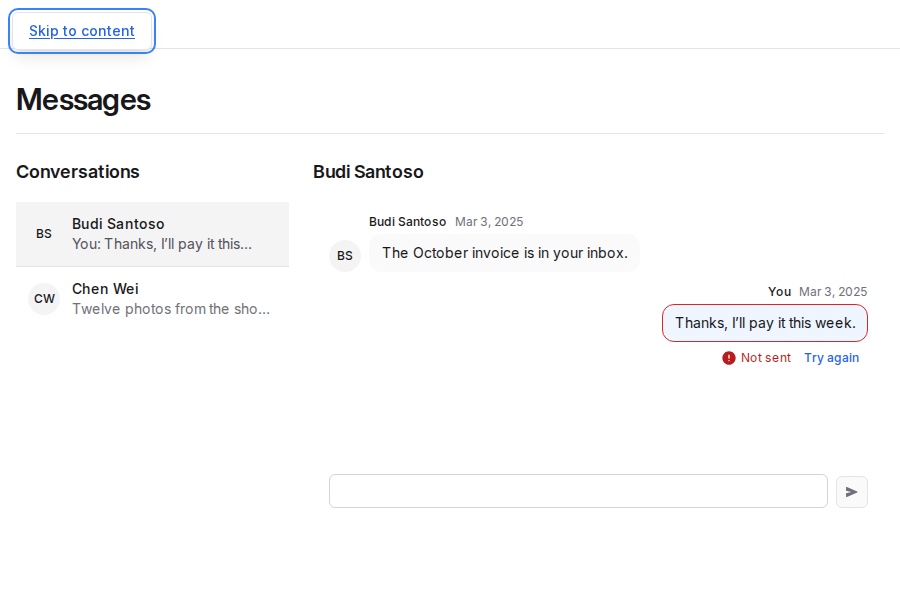 Skip to content
Messages
Conversations
BS
Budi Santoso
You: Thanks, I’ll pay it this…
CW
Chen Wei
Twelve photos from the sho…
Budi Santoso
Budi Santoso Mar 3, 2025
BS
The October invoice is in your inbox.
You Mar 3, 2025
Thanks, I’ll pay it this week.
Not sent Try again